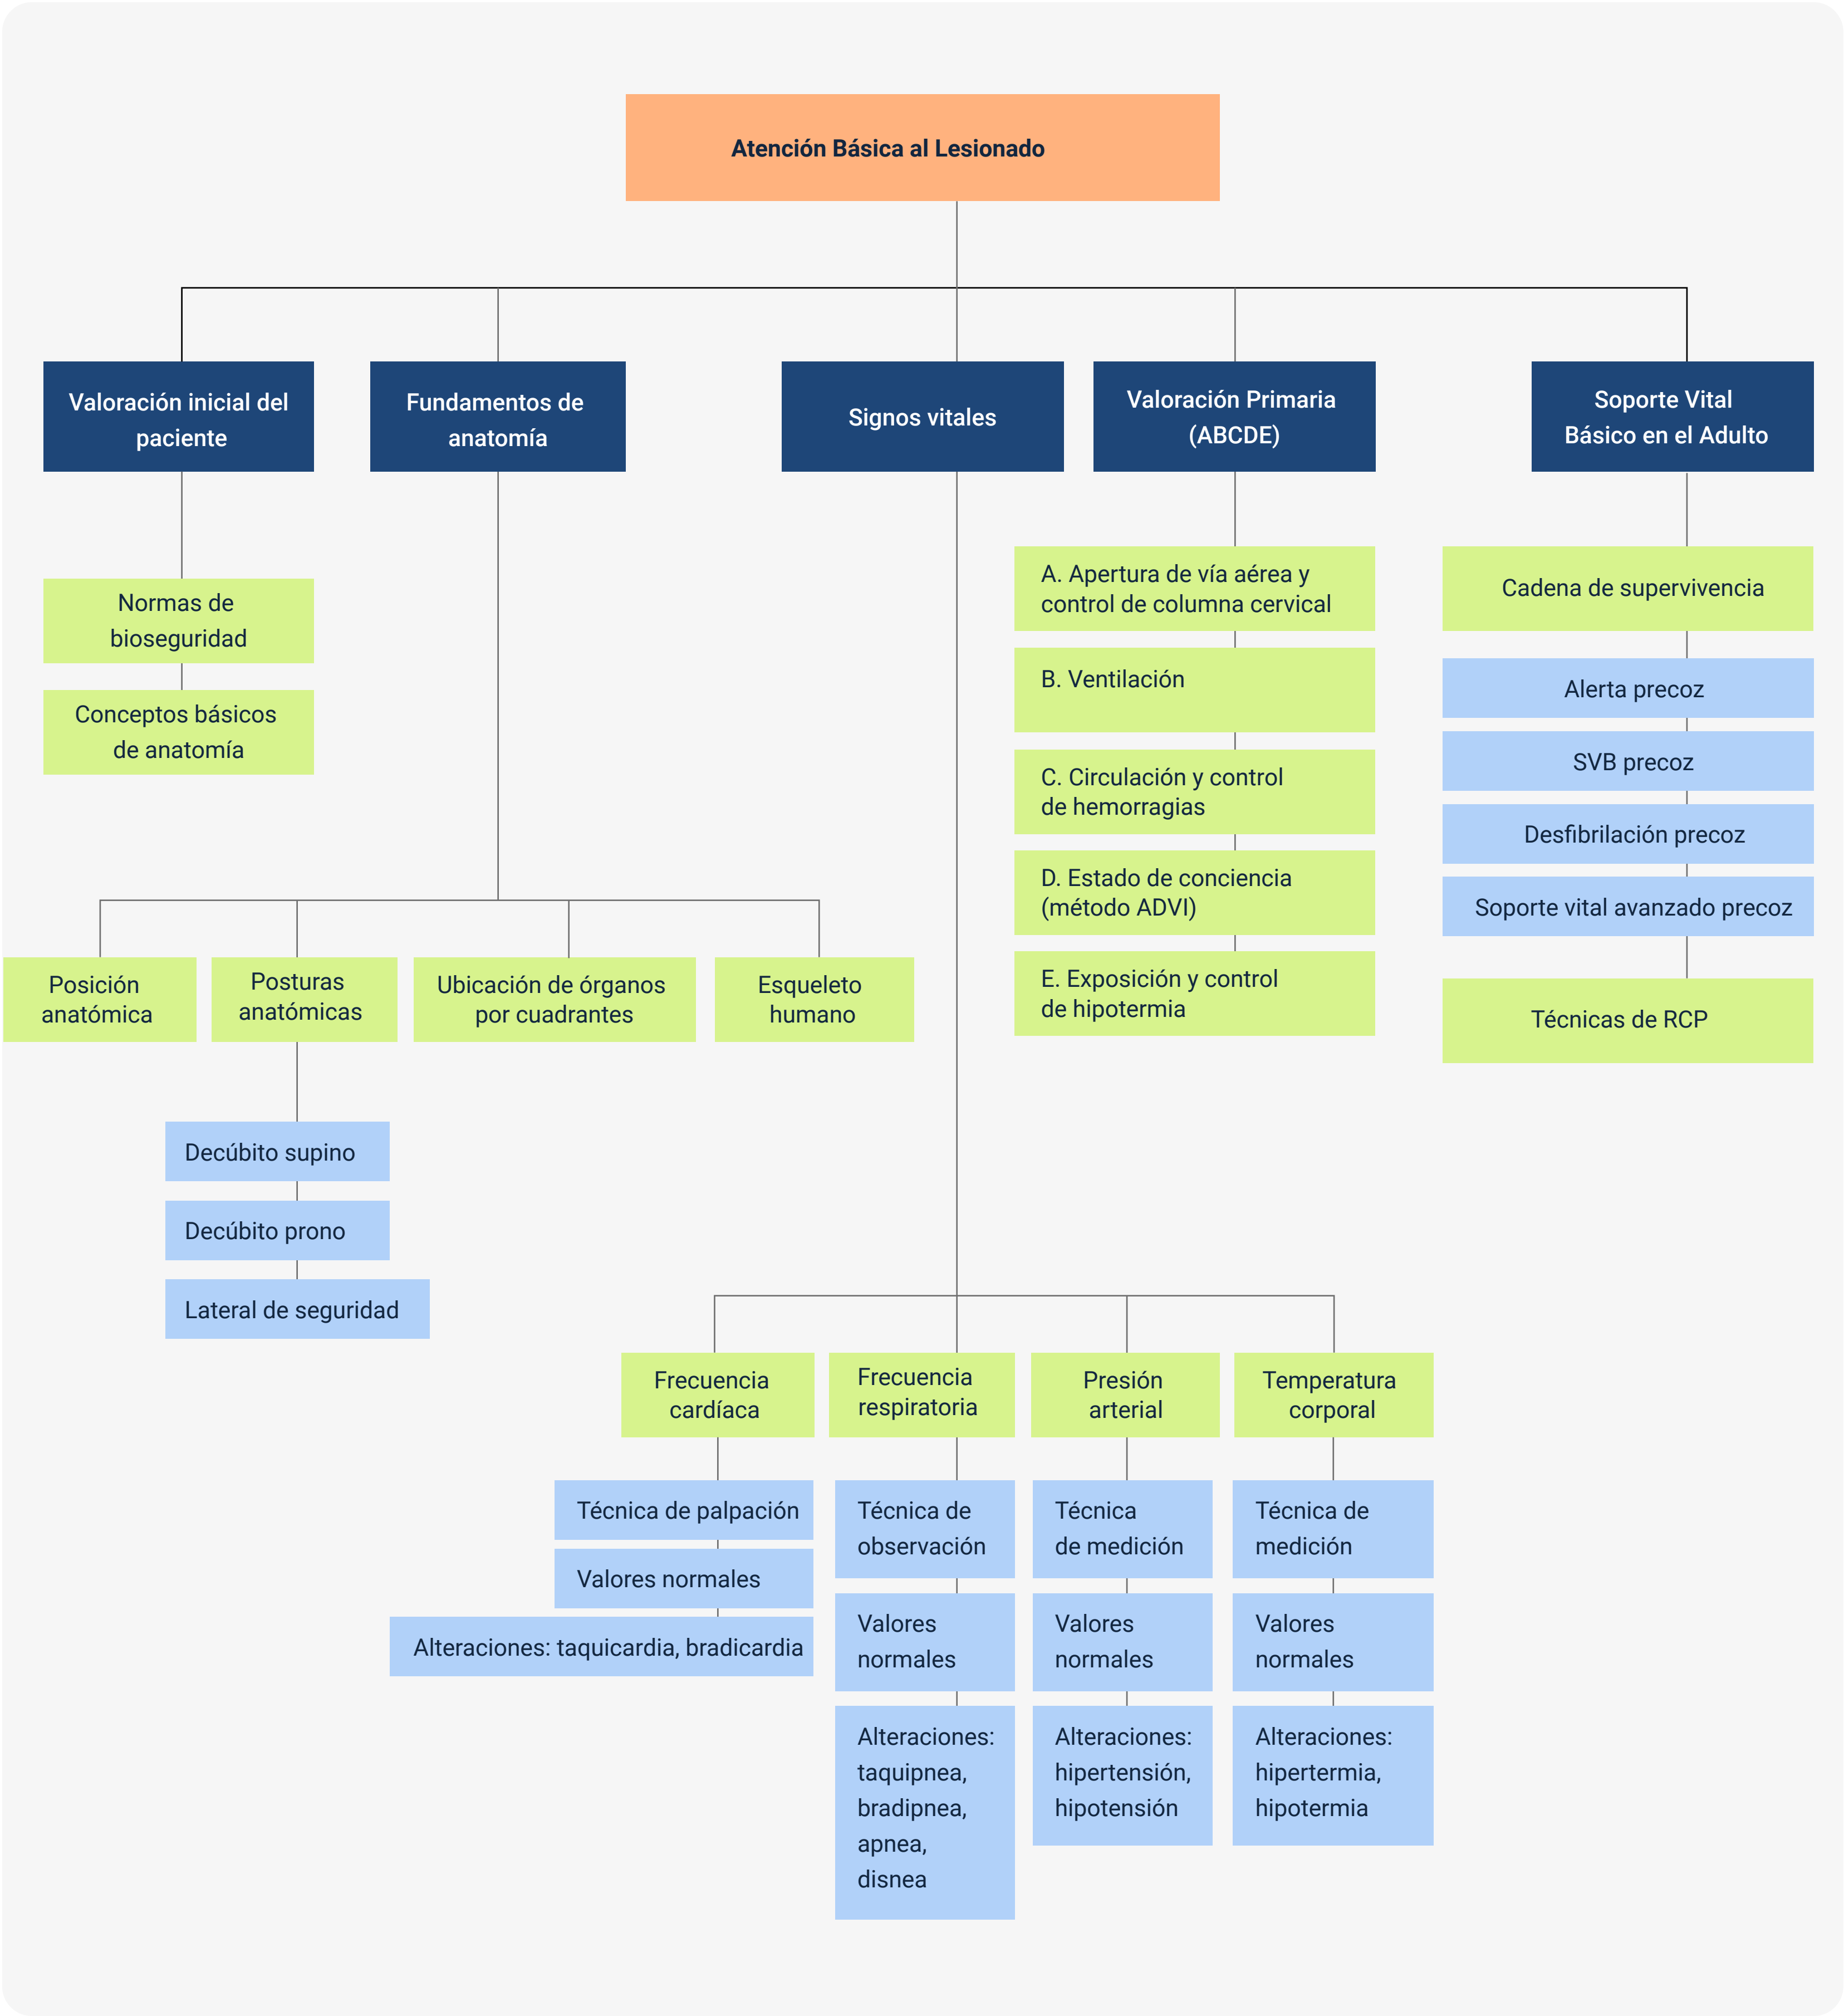 Atención Básica al Lesionado
Valoración inicial del
paciente
Fundamentos de
anatomía
Signos vitales
Valoración Primaria
(ABCDE)
Soporte Vital
Básico en el Adulto
Normas de
bioseguridad
Conceptos básicos
de anatomía
Posición
anatómica
Posturas
anatómicas
Ubicación de órganos
por cuadrantes
Esqueleto
humano
Decúbito supino
Decúbito prono
Lateral de seguridad
Frecuencia
cardíaca
Técnica de palpación
Valores normales
Alteraciones: taquicardia, bradicardia
Frecuencia
respiratoria
Técnica de
observación
Valores
normales
Alteraciones:
taquipnea,
bradipnea,
apnea,
disnea
Presión
arterial
Técnica
de medición
Valores
normales
Alteraciones:
hipertensión,
hipotensión
Temperatura
corporal
Técnica de
medición
Valores
normales
Alteraciones:
hipertermia,
hipotermia
A. Apertura de vía aérea y
control de columna cervical
B. Ventilación
C. Circulación y control
de hemorragias
D. Estado de conciencia
(método ADVI)
E. Exposición y control
de hipotermia
Cadena de supervivencia
Alerta precoz
SVB precoz
Desfibrilación precoz
Soporte vital avanzado precoz
Técnicas de RCP